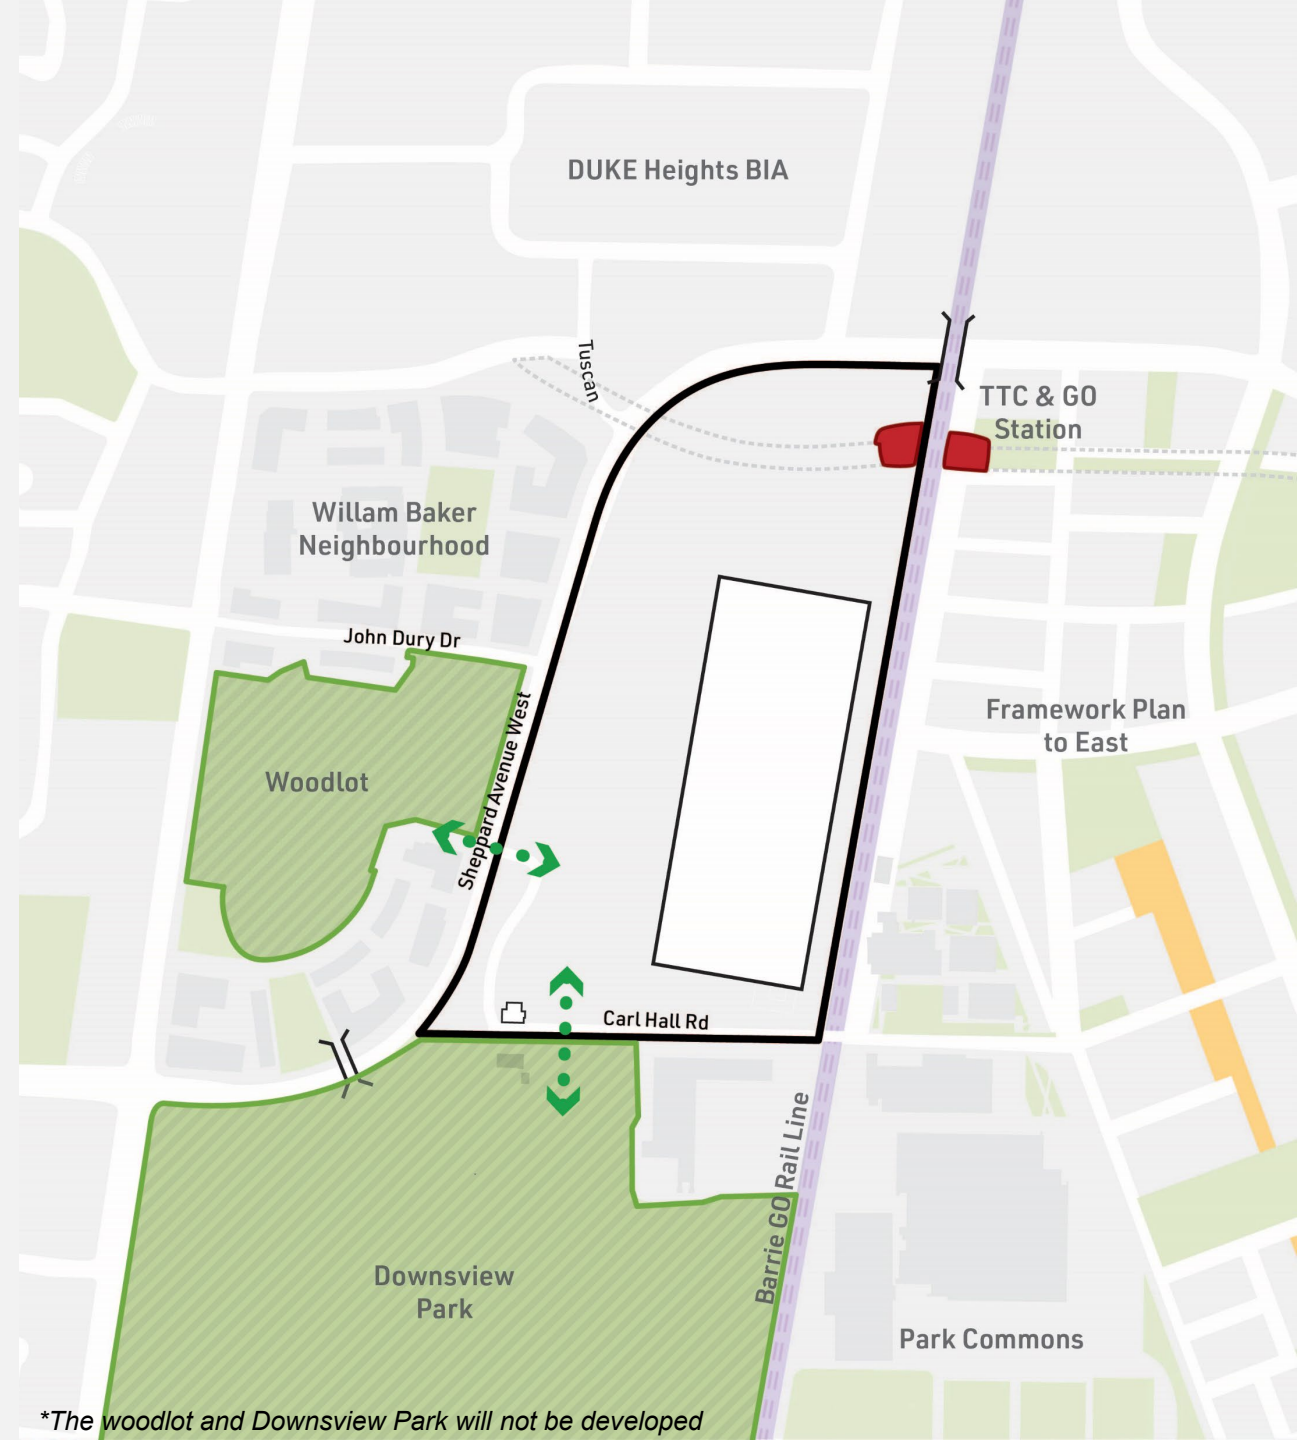 DUKE Heights BIA
Tuscan
TTC & GO
Station
Willam Baker
Neighbourhood
John Dury Dr
Sheppard Avenue West
Woodlot
Framework Plan
to East
Carl Hall Rd
Barrie GO Rail Line
Downsview
Park
Park Commons
*The woodlot and Downsview Park will not be developed